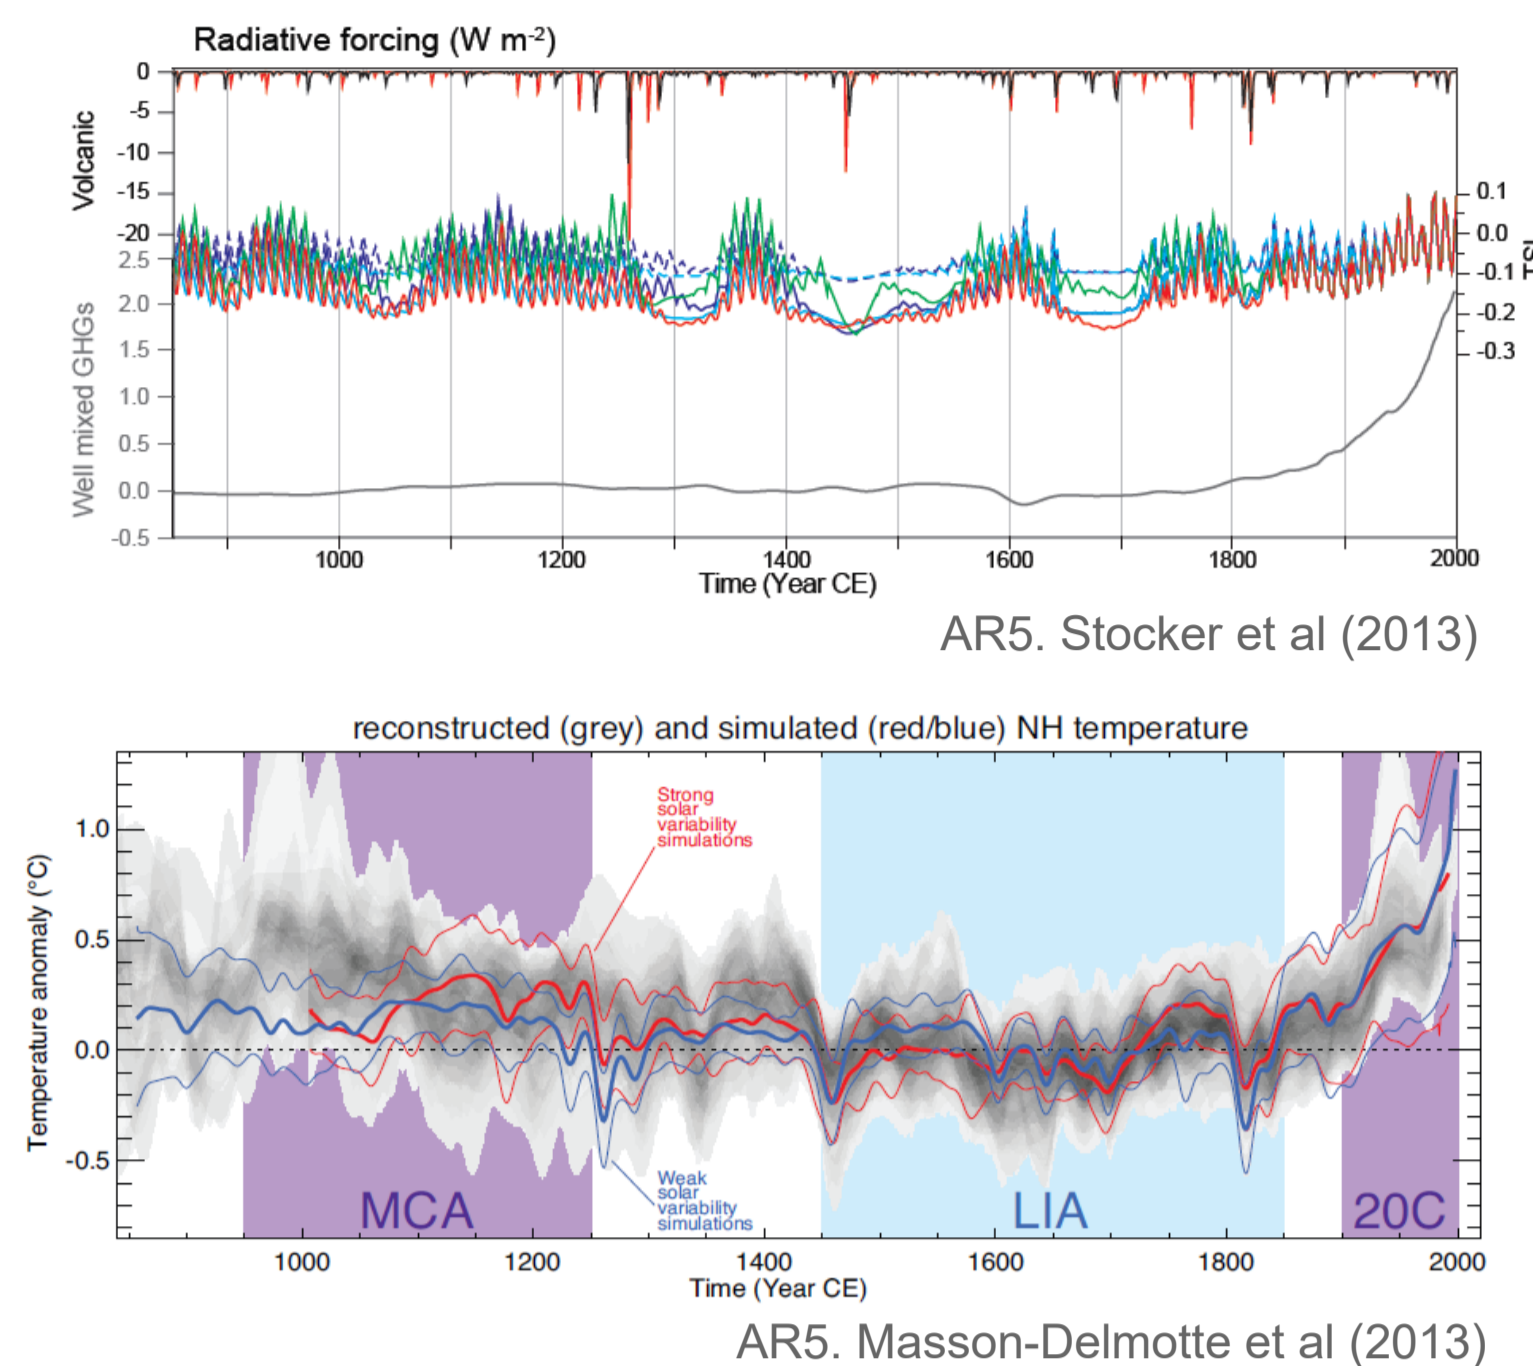 Radiative forcing (W m-2)
Volcanic
0
-5
-10
-15
-20
Well mixed GHGs
2.5
2.0
1.5
1.0
0.5
0.0
-0.5
0.1
0.0
-0.1
-0.2
-0.3
1000 1200 1400 1600 1800 2000
Time (Year CE)
AR5. Stocker et al (2013)
reconstructed (grey) and simulated (red/blue) NH temperature
Temperature anomaly (°C)
1.0
0.5
0.0
-0.5
Strong
solar
variability
simulations
Weak
solar
variability
simulations
MCA LIA 20C
1000 1200 1400 1600 1800 2000
Time (Year CE)
AR5. Masson-Delmotte et al (2013)